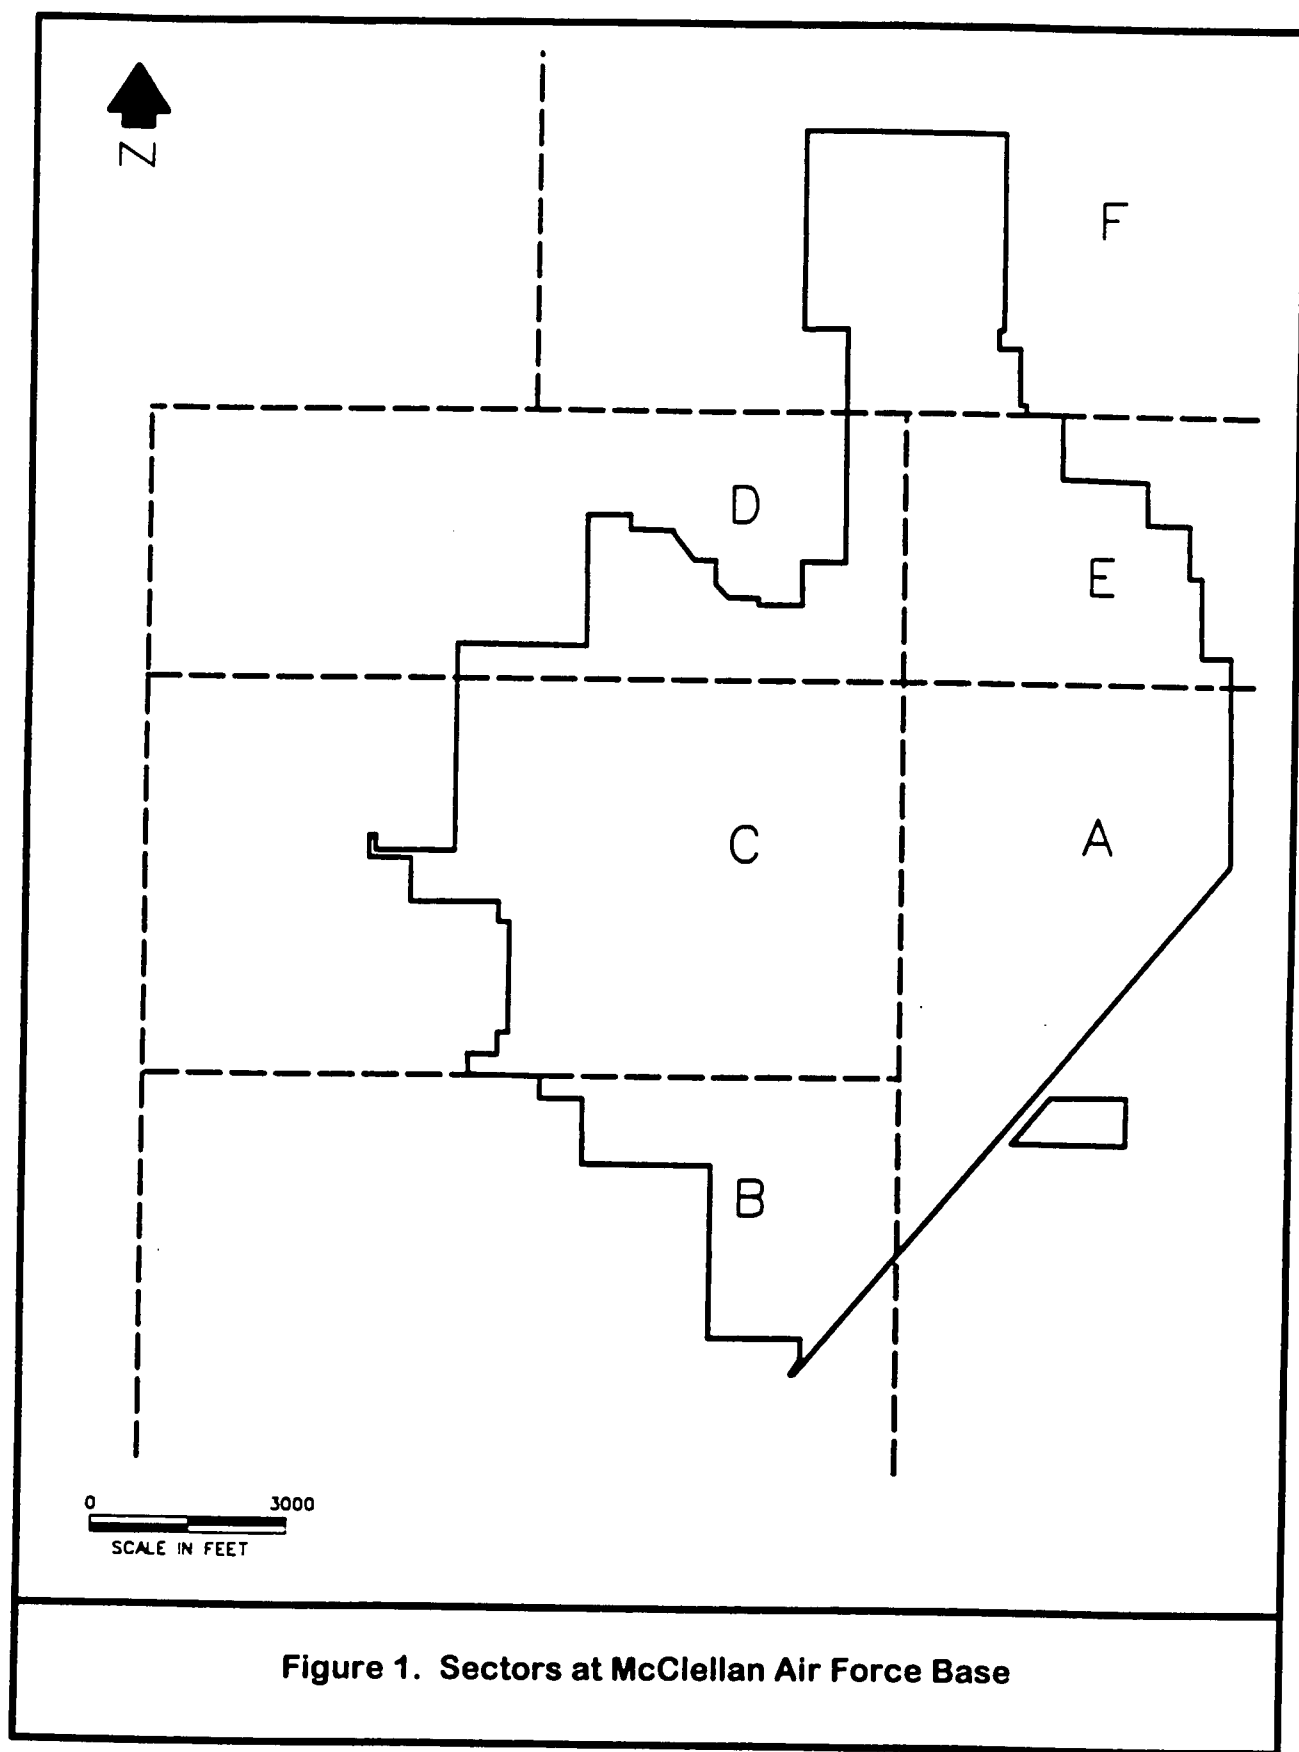 N
F
D
E
C
A
B
0 3000
SCALE IN FEET
Figure 1. Sectors at McClellan Air Force Base